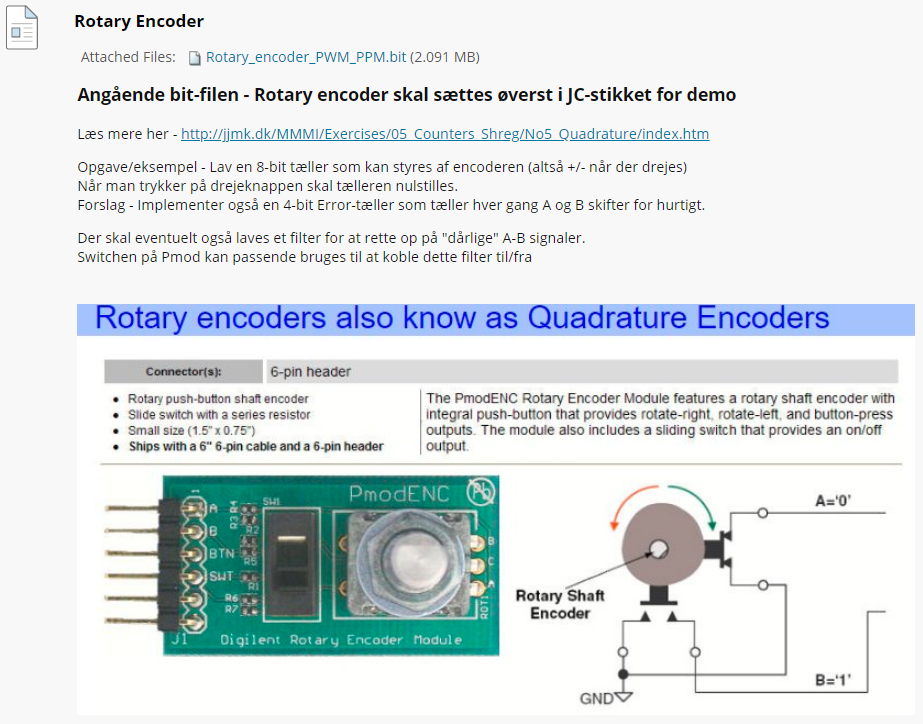 Rotary Encoder
Attached Files: Rotary_encoder_PWM_PPM.bit (2.091 MB)
Angående bit-filen - Rotary encoder skal sættes øverst i JC-stikket for demo
Læs mere her - http://jjmk.dk/MMMI/Exercises/05_Counters_Shreg/No5_Quadrature/index.htm
Opgave/eksempel - Lav en 8-bit tæller som kan styres af encoderen (altså +/- når der drejes)
Når man trykker på drejeknappen skal tælleren nulstilles.
Forslag - Implementer også en 4-bit Error-tæller som tæller hver gang A og B skifter for hurtigt.
Der skal eventuelt også laves et filter for at rette op på "dårlige" A-B signaler.
Switchen på Pmod kan passende bruges til at koble dette filter til/fra
Rotary encoders also know as Quadrature Encoders
Connector(s): 6-pin header
• Rotary push-button shaft encoder
• Slide switch with a series resistor
• Small size (1.5" x 0.75")
• Ships with a 6" 6-pin cable and a 6-pin header
The PmodENC Rotary Encoder Module features a rotary shaft encoder with
integral push-button that provides rotate-right, rotate-left, and button-press
outputs. The module also includes a sliding switch that provides an on/off
output.
1
A
B
BTN
SWT
J1
R4
R3
R2
R5
R1
R6
R7
SW1
PmodENC
Pb
B
C
A
ROT1
Digilent Rotary Encoder Module
A='0'
Rotary Shaft
Encoder
B='1'
GND